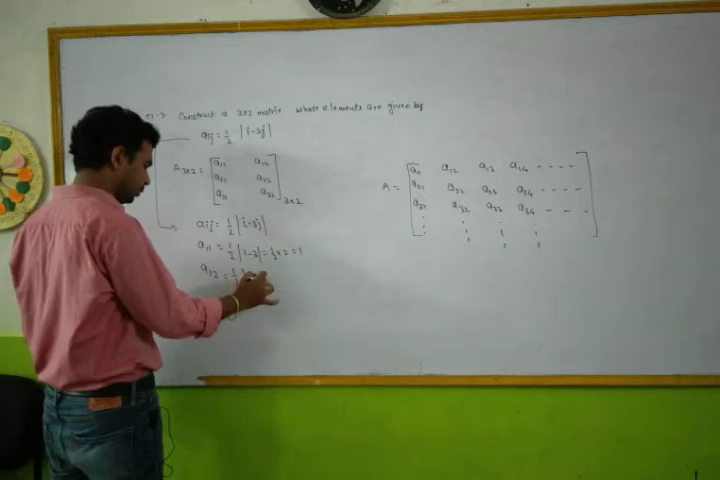 Ex-3 Construct a 3x2 matrix whose elements are given by
aij = 1/2 |i-3j|
A3x2 = [a11 a12
a21 a22
a31 a32]3x2
aij = 1/2 |i-3j|
a11 = 1/2 |1-3| = 1/2 x 2 = 1
a12 = 1/2 |
A = [a11 a12 a13 a14 - - - -
a21 a22 a23 a24 - - - -
a31 a32 a33 a34 - - -